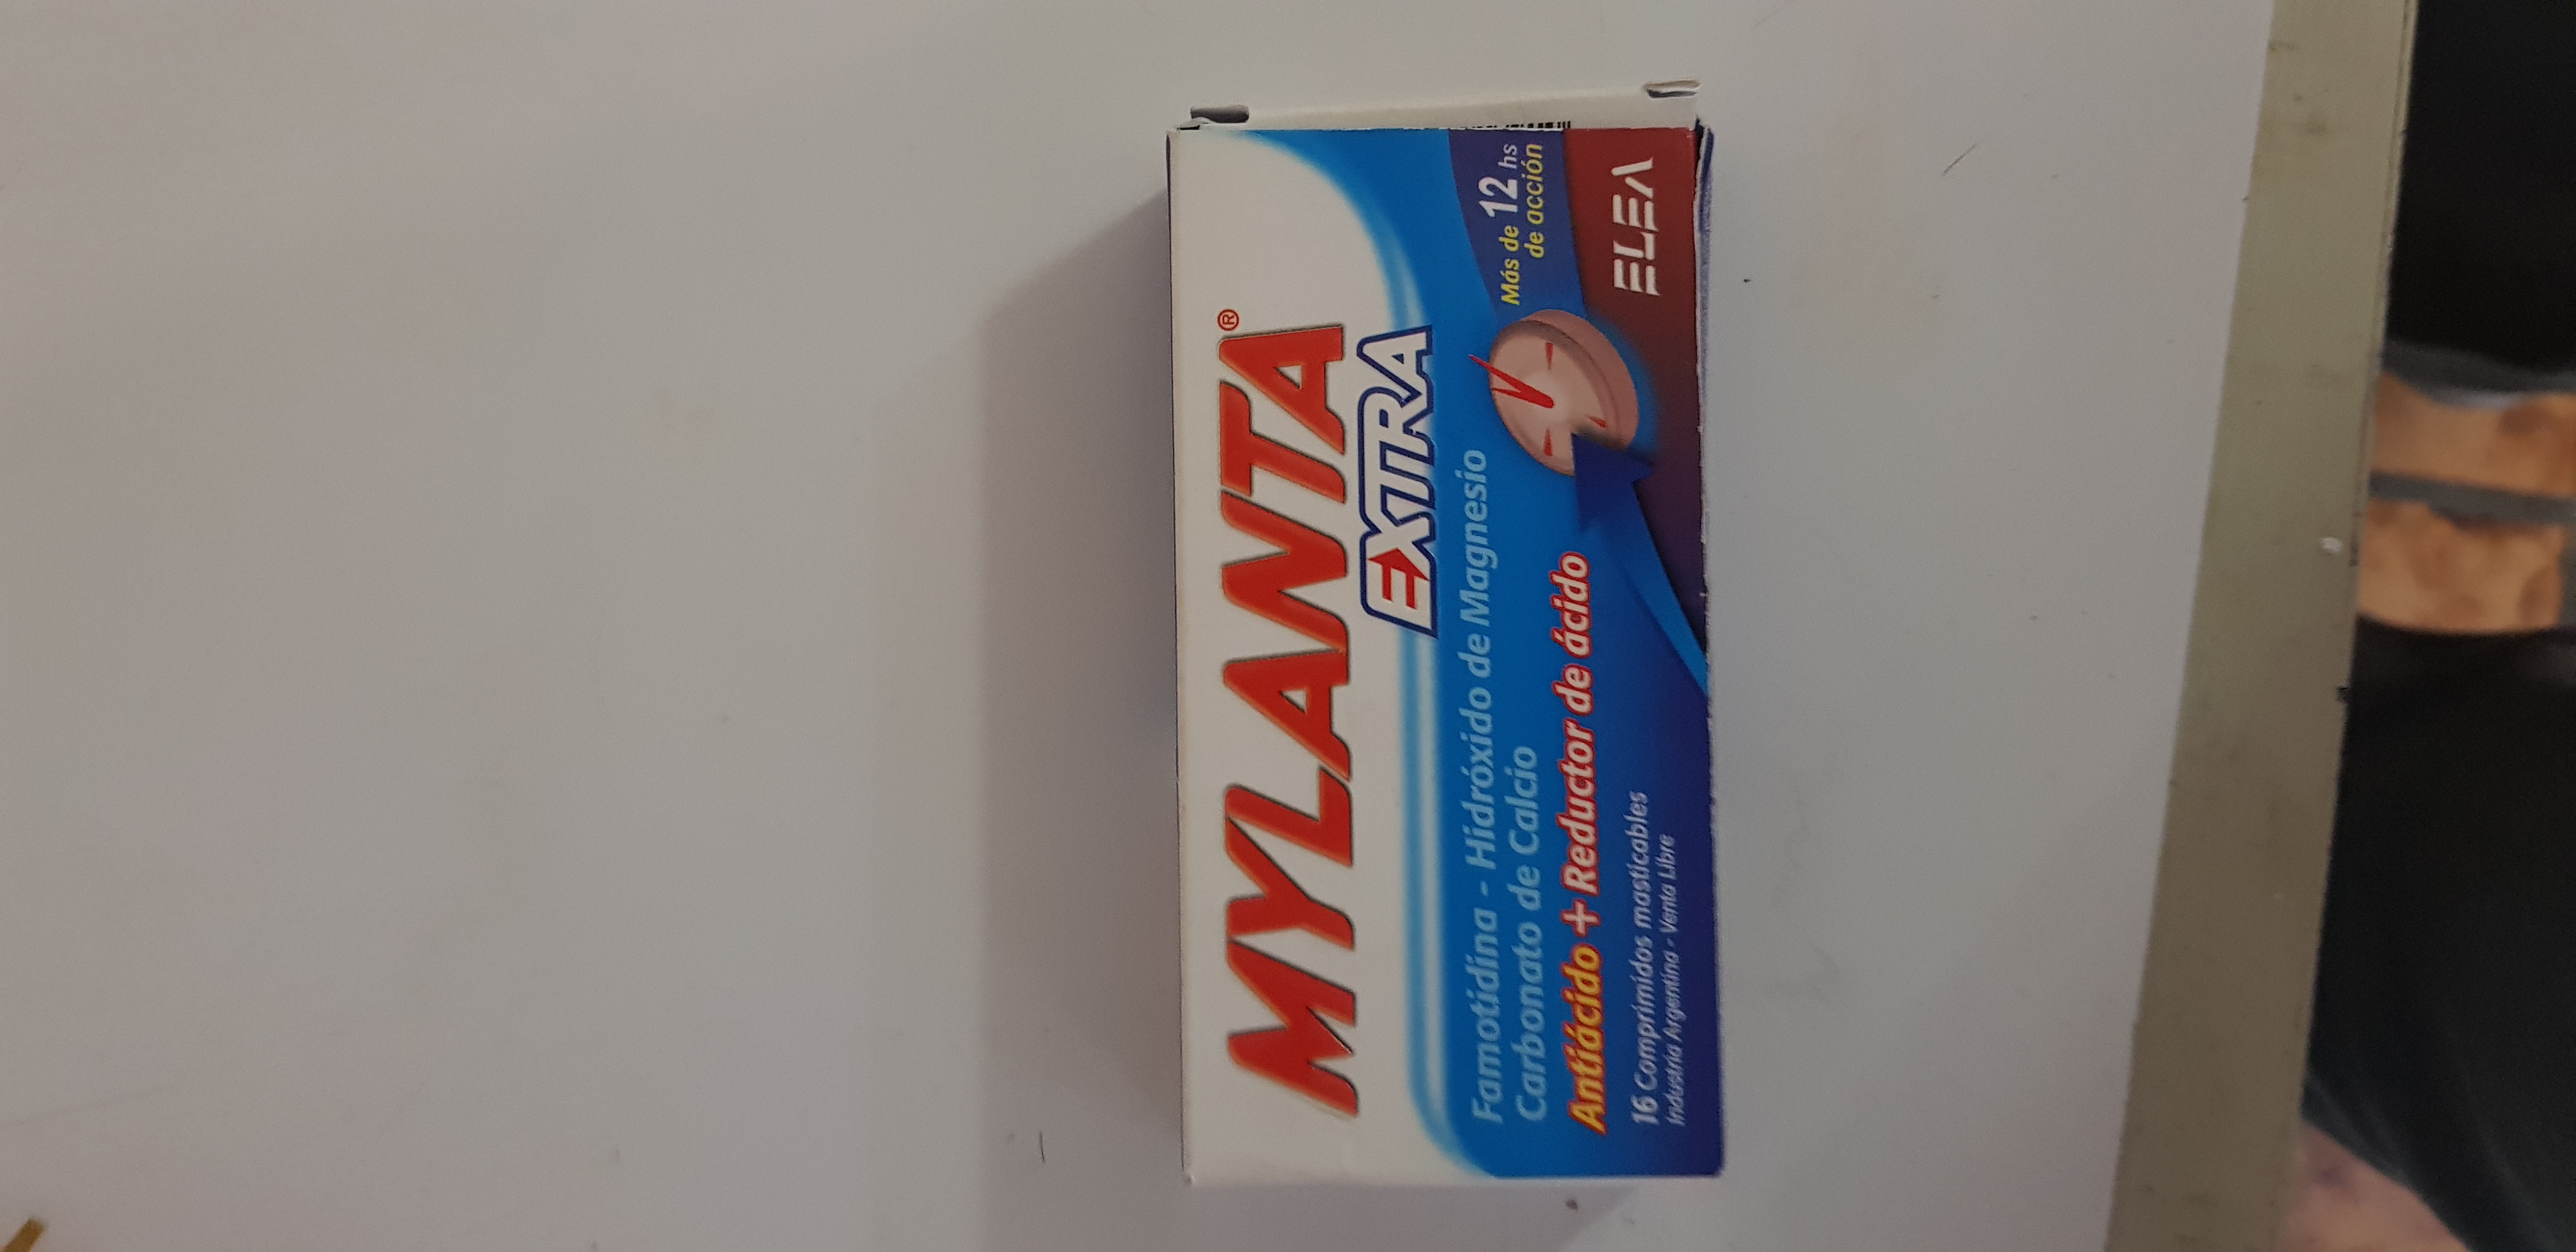 MYLANTA®
EXTRA
Famotidina - Hidróxido de Magnesio
Carbonato de Calcio
Antiácido + Reductor de ácido
16 Comprimidos masticables
Industria Argentina - Venta Libre
Más de 12 hs
de acción
ELEA